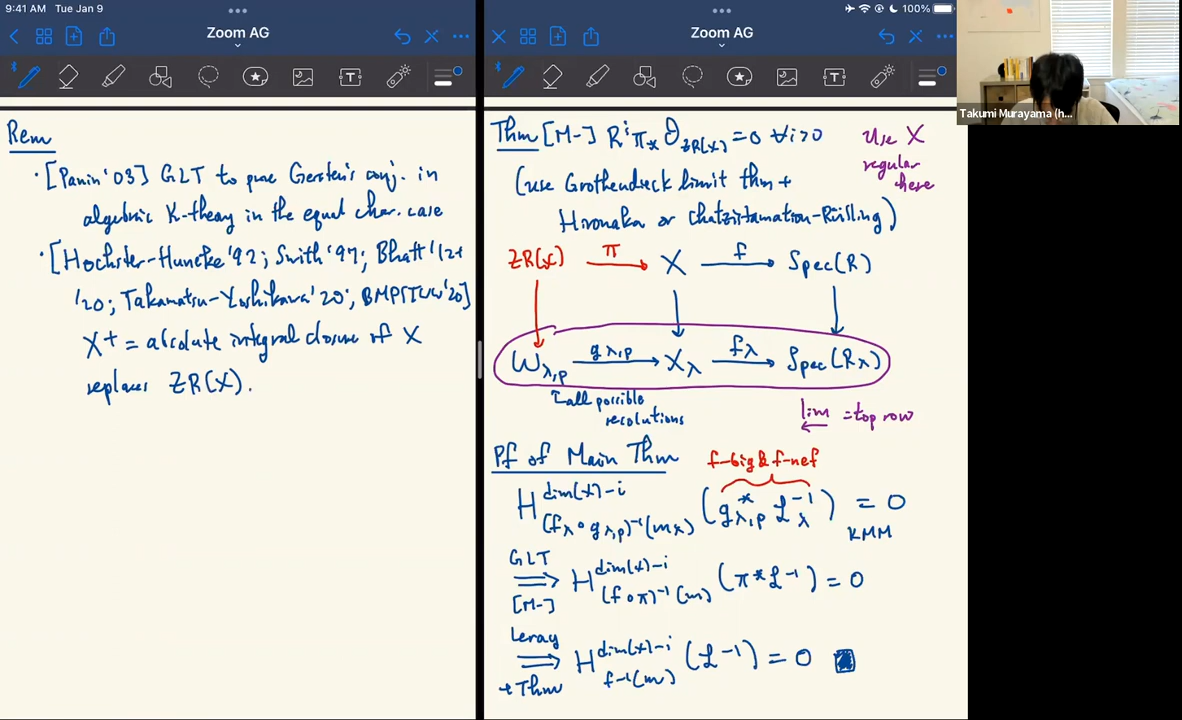 9:41 AM Tue Jan 9
Zoom AG
Rem
· [Panin '03] GLT to prove Gersten's conj. in
algebraic K-theory in the equal char. case
· [Hochster-Huneke '92; Smith '97; Bhatt '12+
'20; Takamatsu-Yoshikawa '20; BMPSTWW '20]
X+ = absolute integral closure of X
replaces ZR(X).
100%
Zoom AG
Takumi Murayama (h...
Thm [M-] R^i π_* O_ZR(X) = 0 ∀i>0
use X
regular
here
(use Grothendieck limit thm +
Hironaka or Chatzistamatiou-Rülling)
ZR(X) π→ X f→ Spec(R)
W_λ,ρ g_λ,ρ→ X_λ f_λ→ Spec(R_λ)
↑all possible
resolutions
lim = top row
←
Pf of Main Thm
f-big & f-nef
H^{dim(X)-i}_{(f_λ∘g_λ,ρ)^{-1}(m_λ)} (g_λ,ρ^* L_λ^{-1}) = 0
KMM
GLT
⇒ H^{dim(X)-i}_{(f∘π)^{-1}(m)} (π^* L^{-1}) = 0
[M-]
Leray
⇒ H^{dim(X)-i}_{f^{-1}(m)} (L^{-1}) = 0 ■
+Thm